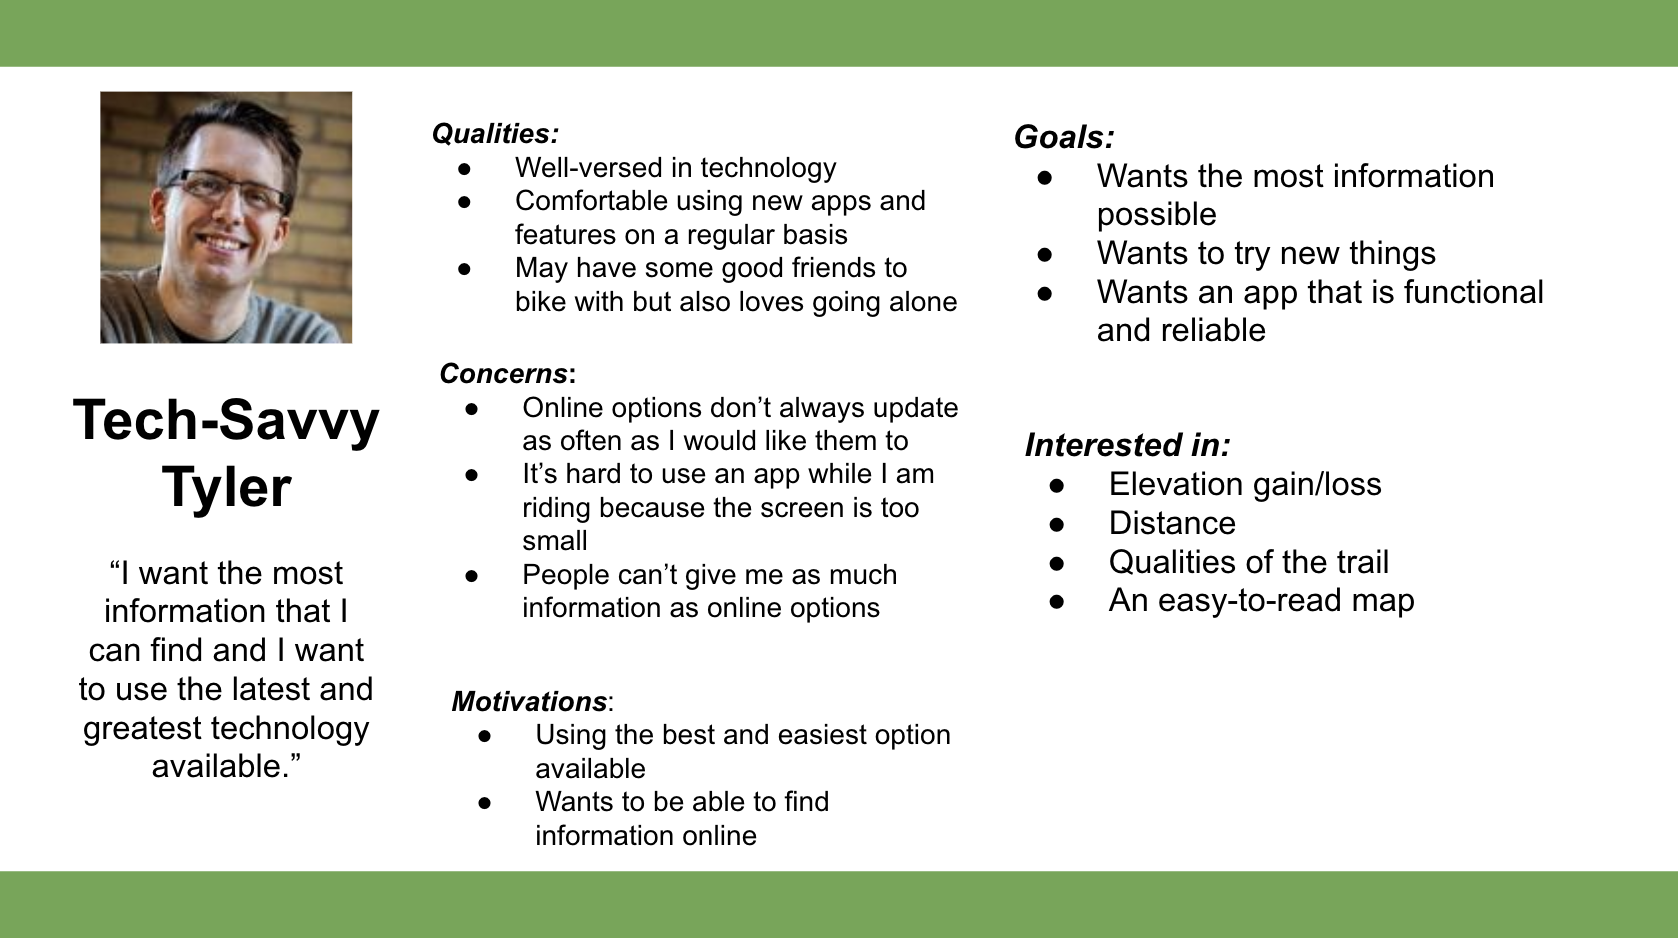 Tech-Savvy
Tyler
“I want the most
information that I
can find and I want
to use the latest and
greatest technology
available.”
Qualities:
● Well-versed in technology
● Comfortable using new apps and
features on a regular basis
● May have some good friends to
bike with but also loves going alone
Concerns:
● Online options don’t always update
as often as I would like them to
● It’s hard to use an app while I am
riding because the screen is too
small
● People can’t give me as much
information as online options
Motivations:
● Using the best and easiest option
available
● Wants to be able to find
information online
Goals:
● Wants the most information
possible
● Wants to try new things
● Wants an app that is functional
and reliable
Interested in:
● Elevation gain/loss
● Distance
● Qualities of the trail
● An easy-to-read map